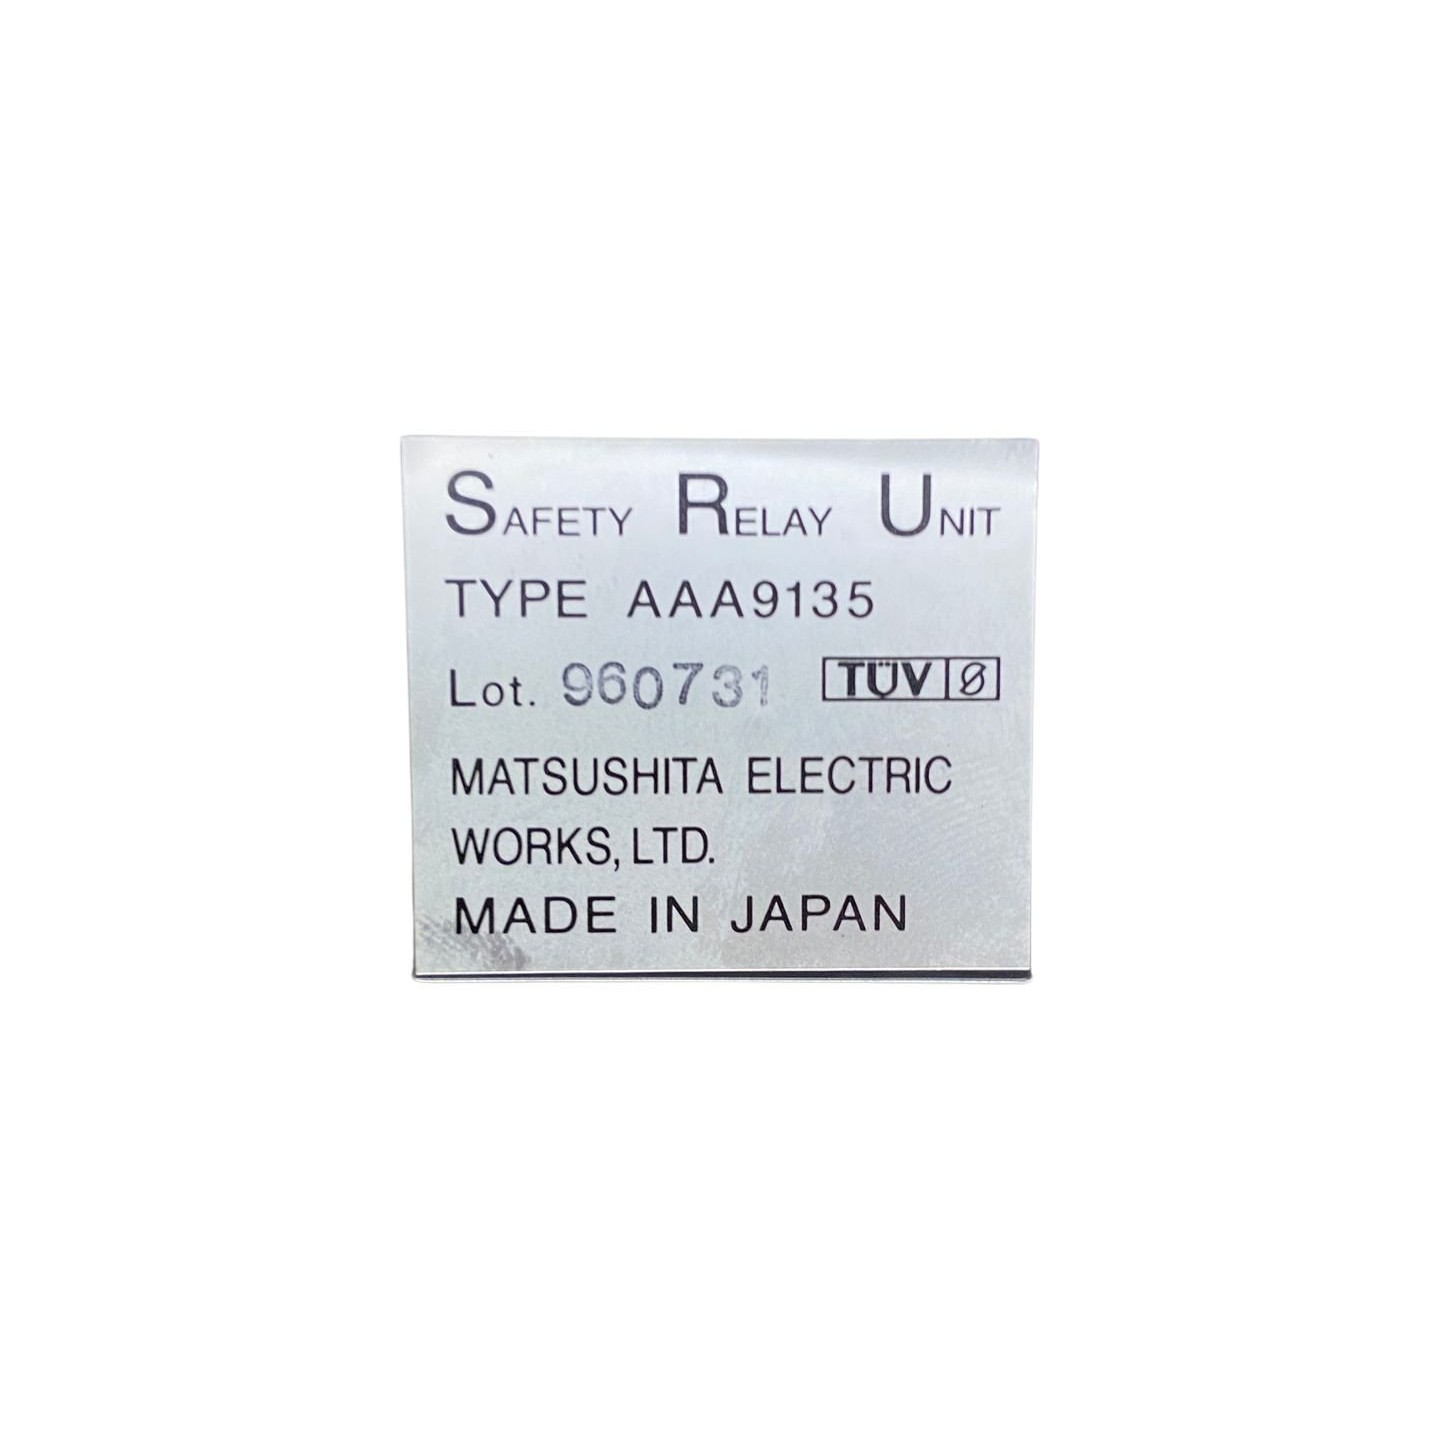 SAFETY RELAY UNIT
TYPE AAA9135
Lot. 960731 TÜV
MATSUSHITA ELECTRIC
WORKS, LTD.
MADE IN JAPAN